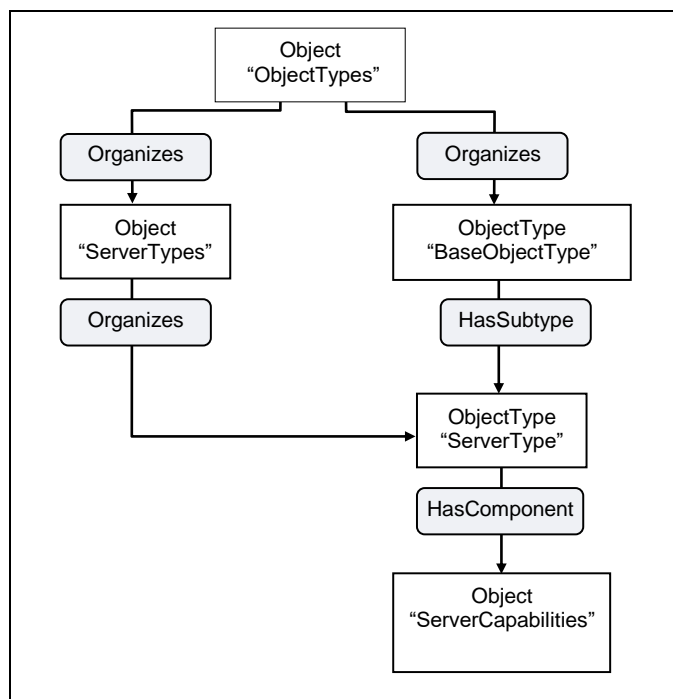 Object
“ObjectTypes”
Organizes
Organizes
Object
“ServerTypes”
ObjectType
“BaseObjectType”
Organizes
HasSubtype
ObjectType
“ServerType”
HasComponent
Object
“ServerCapabilities”